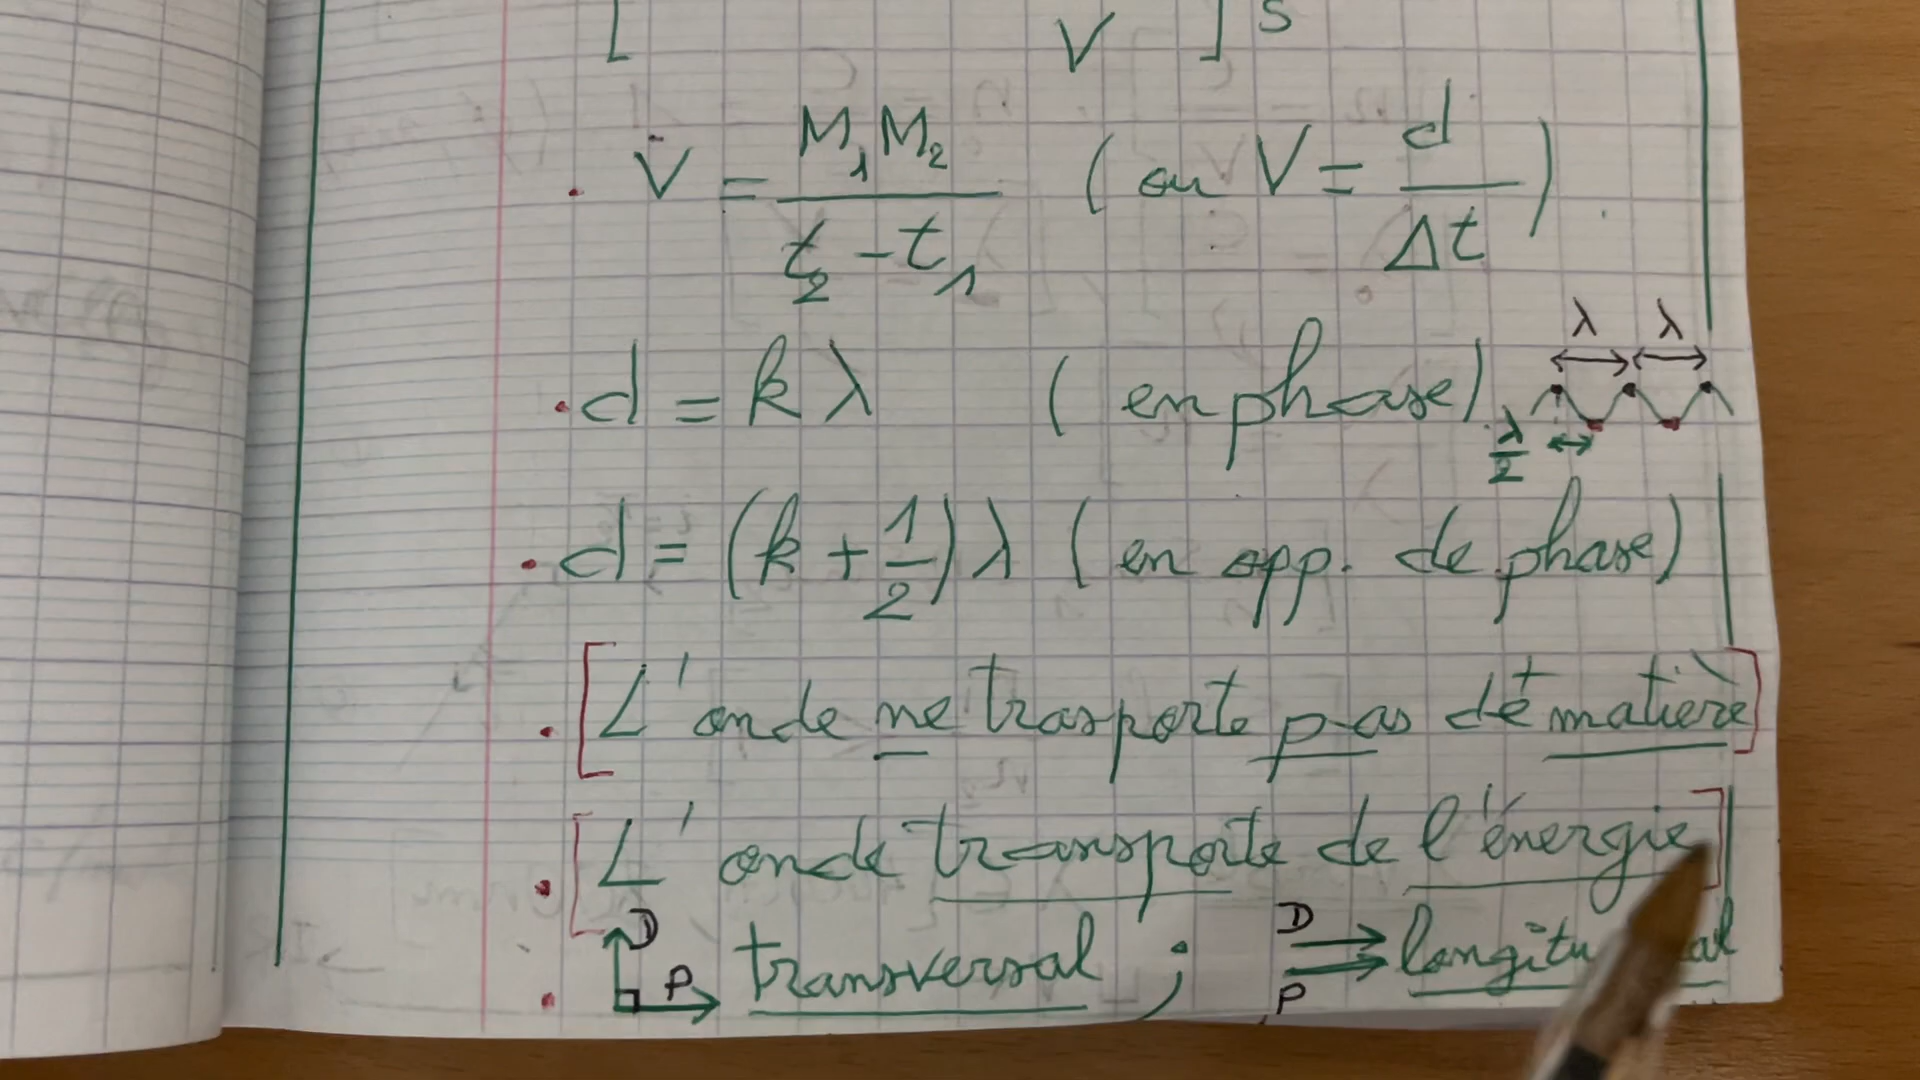 [ V ] S
. V = M₁M₂ / (t₂ - t₁) (ou V = d / Δt)
λ λ
. d = k λ (en phase) λ/2
. d = (k + 1/2) λ (en opp. de phase)
. [L'onde ne trasporte pas de matière]
. [L'onde transporte de l'énergie]
. D P transversal ; D P